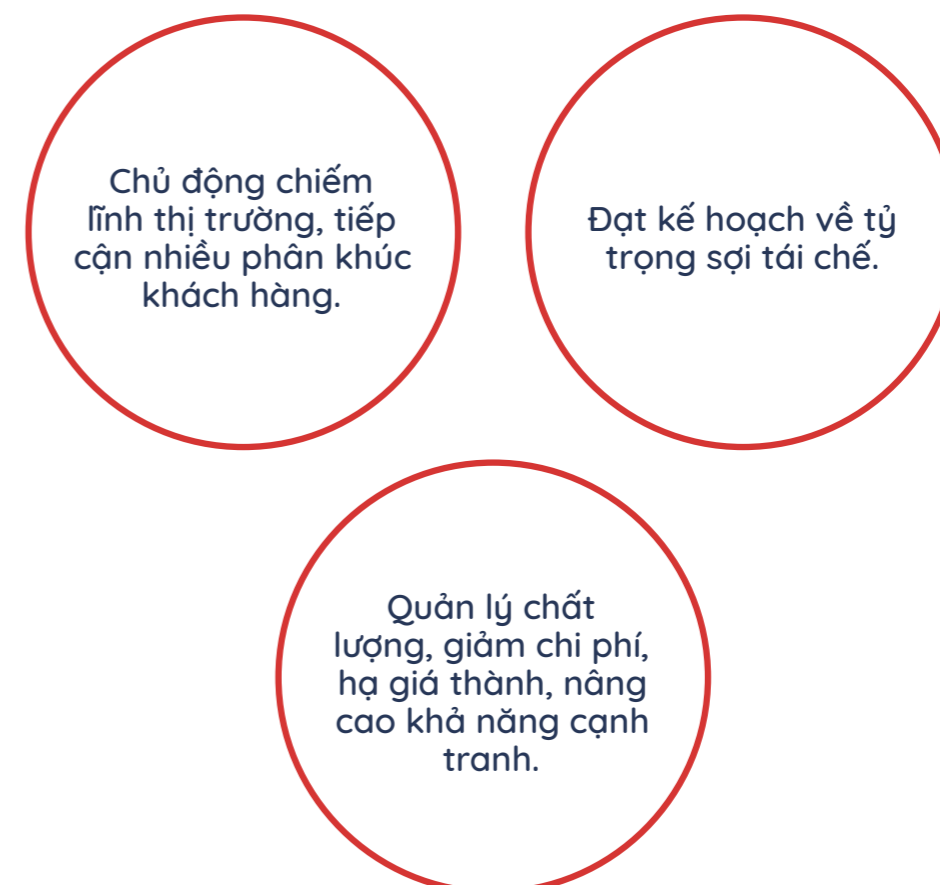 Chủ động chiếm
lĩnh thị trường, tiếp
cận nhiều phân khúc
khách hàng.
Đạt kế hoạch về tỷ
trọng sợi tái chế.
Quản lý chất
lượng, giảm chi phí,
hạ giá thành, nâng
cao khả năng cạnh
tranh.